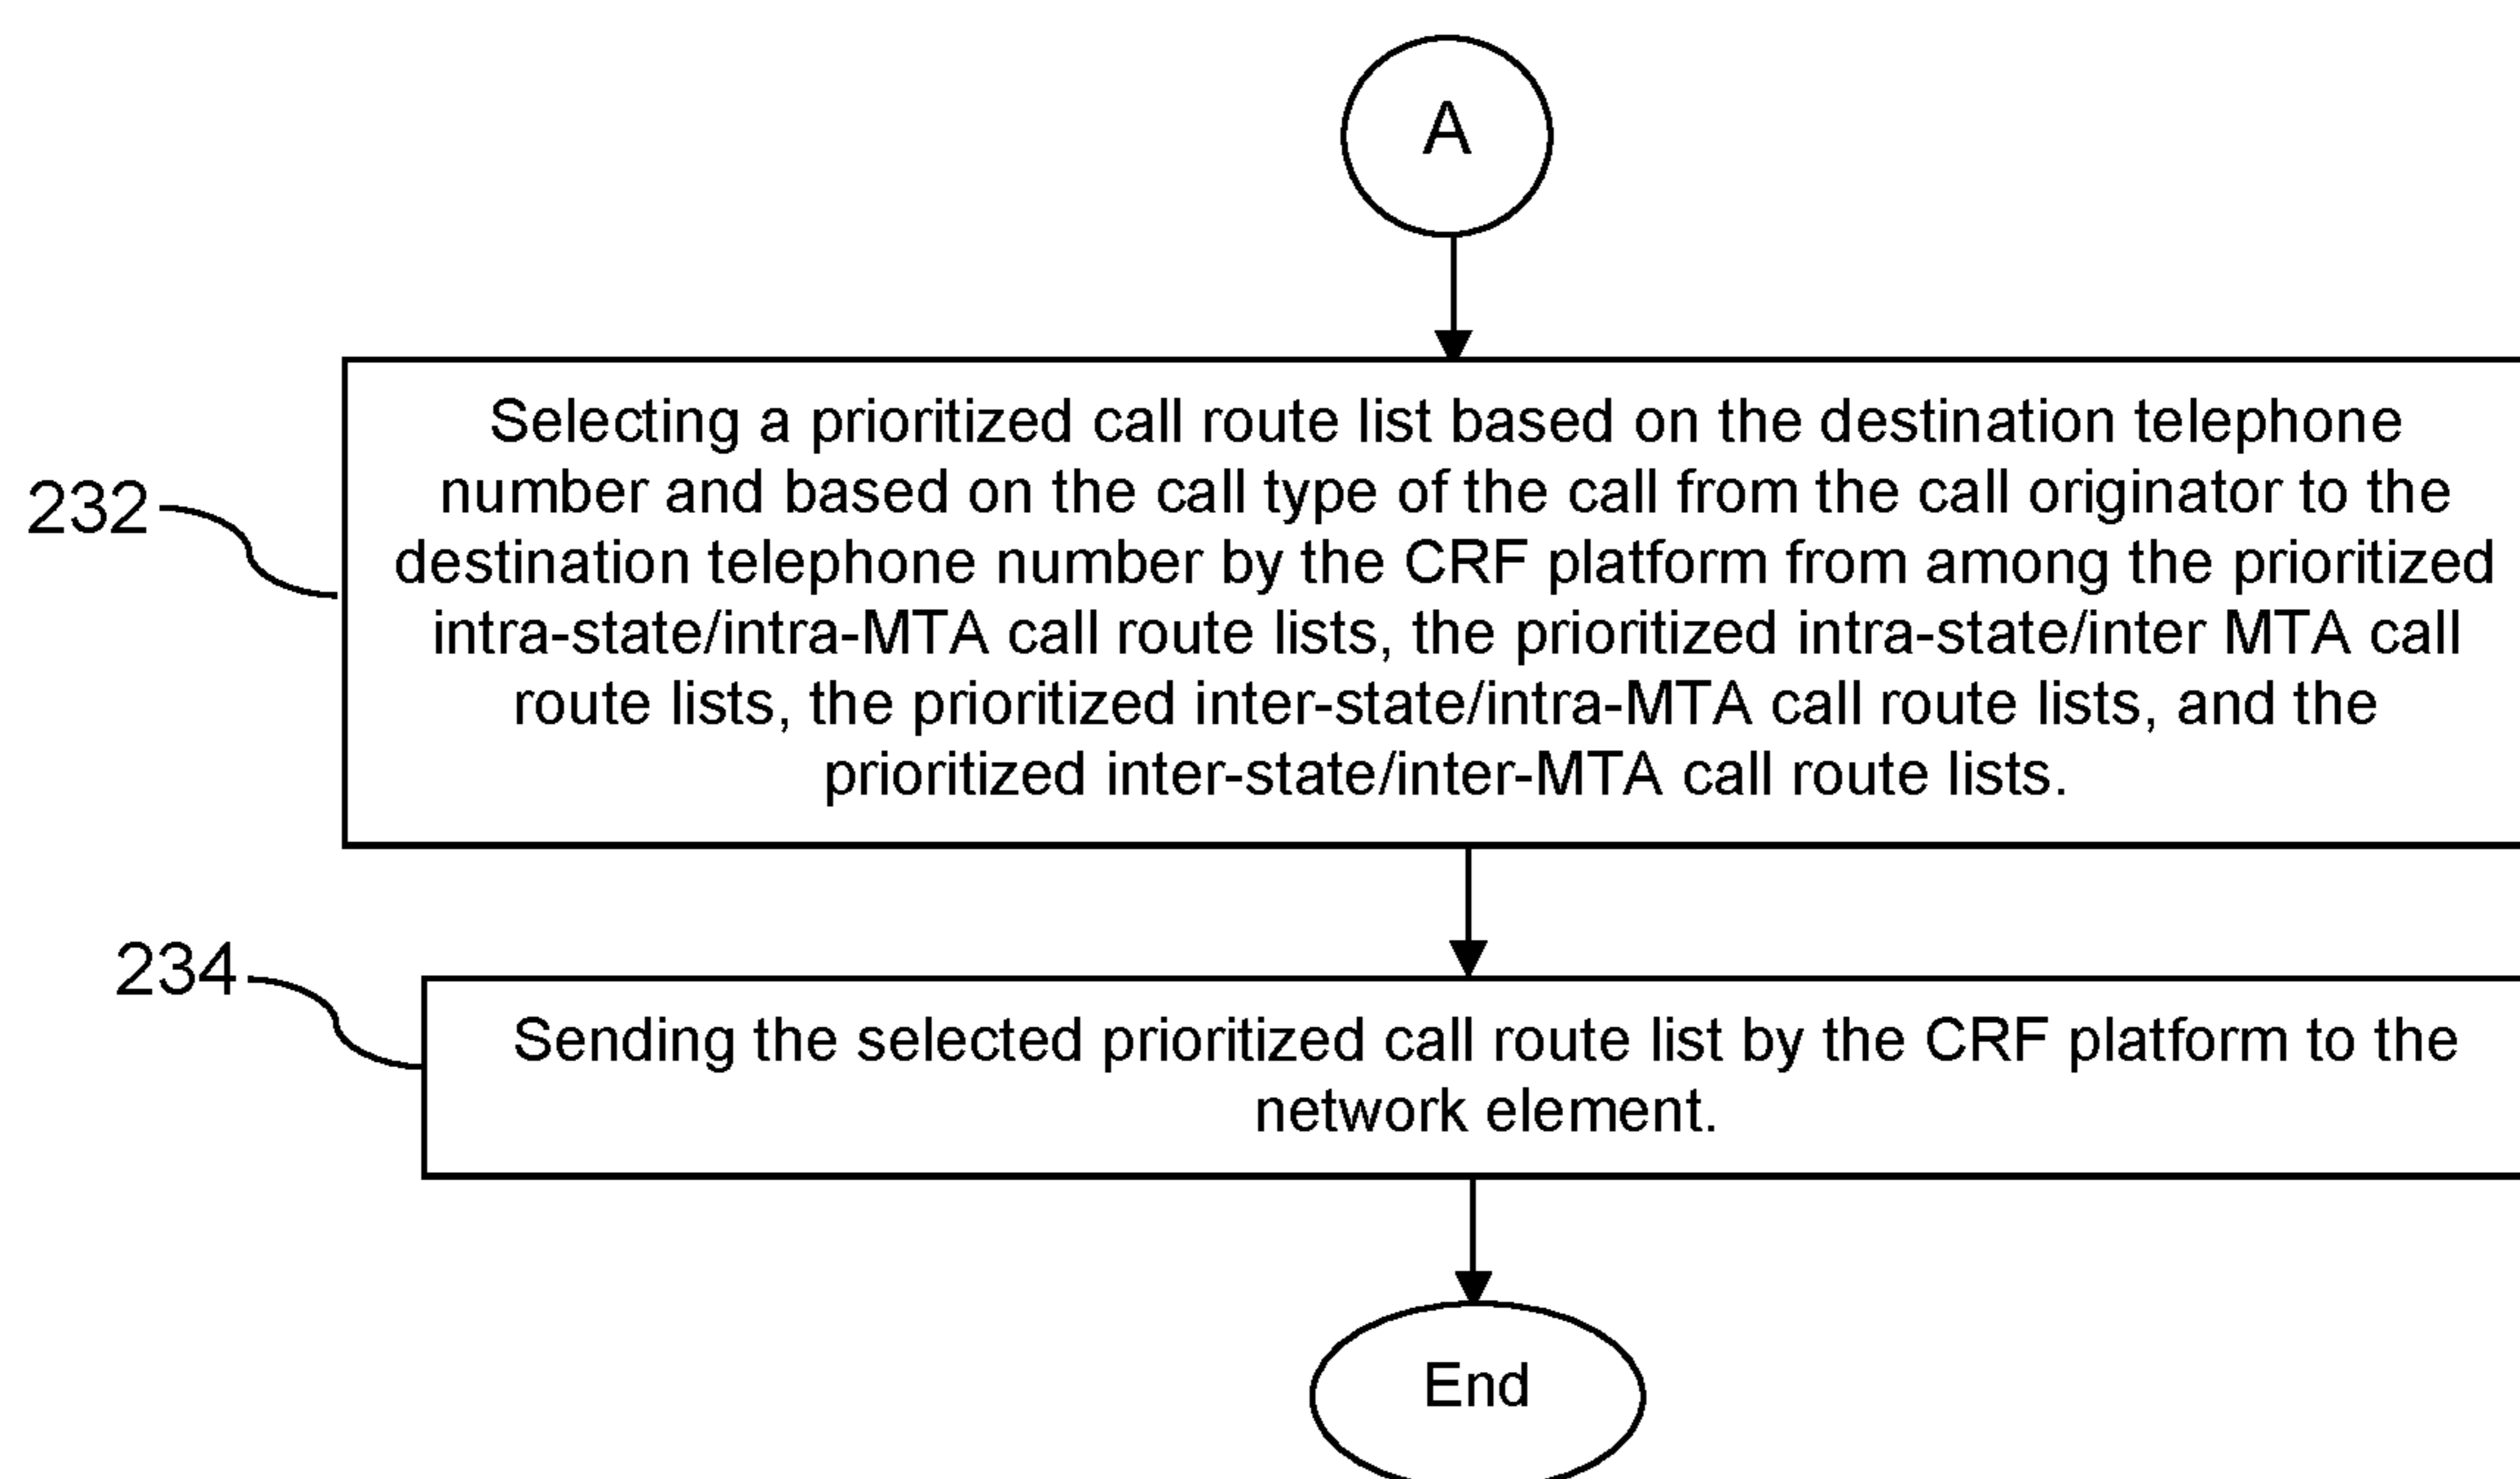 A
Selecting a prioritized call route list based on the destination telephone
number and based on the call type of the call from the call originator to the
destination telephone number by the CRF platform from among the prioritized
intra-state/intra-MTA call route lists, the prioritized intra-state/inter MTA call
route lists, the prioritized inter-state/intra-MTA call route lists, and the
prioritized inter-state/inter-MTA call route lists.
232
Sending the selected prioritized call route list by the CRF platform to the
network element.
234
End